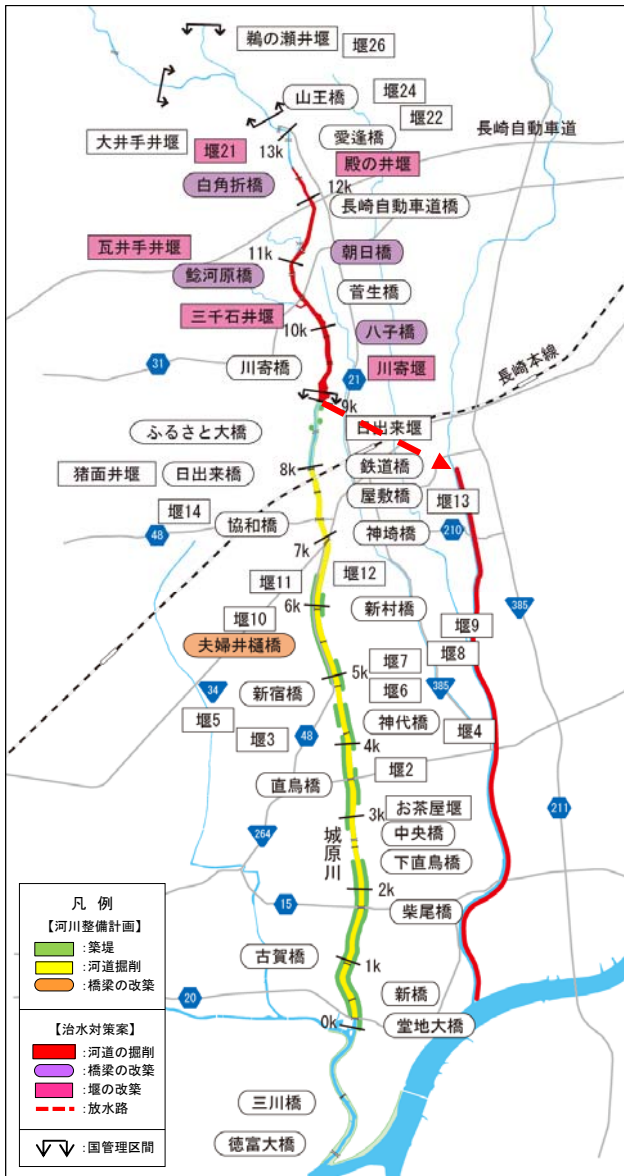 鵜の瀬井堰
堰26
山王橋
堰24
堰22
大井手井堰
堰21
13k
愛逢橋
長崎自動車道
殿の井堰
白角折橋
12k
長崎自動車道橋
瓦井手井堰
11k
朝日橋
鯰河原橋
菅生橋
三千石井堰
10k
八子橋
31
川寄橋
21
川寄堰
長崎本線
9k
ふるさと大橋
日出来堰
猪面井堰
日出来橋
8k
鉄道橋
屋敷橋
堰14
堰13
48
協和橋
7k
神埼橋
210
堰11
堰12
385
堰10
6k
新村橋
堰9
夫婦井樋橋
堰8
堰7
5k
34
新宿橋
堰6
385
堰5
堰3
48
神代橋
堰4
4k
直鳥橋
堰2
211
3k
お茶屋堰
264
城原川
中央橋
下直鳥橋
2k
15
柴尾橋
古賀橋
1k
20
新橋
0k
堂地大橋
三川橋
徳富大橋
凡 例
【河川整備計画】
:築堤
:河道掘削
:橋梁の改築
【治水対策案】
:河道の掘削
:橋梁の改築
:堰の改築
:放水路
:国管理区間